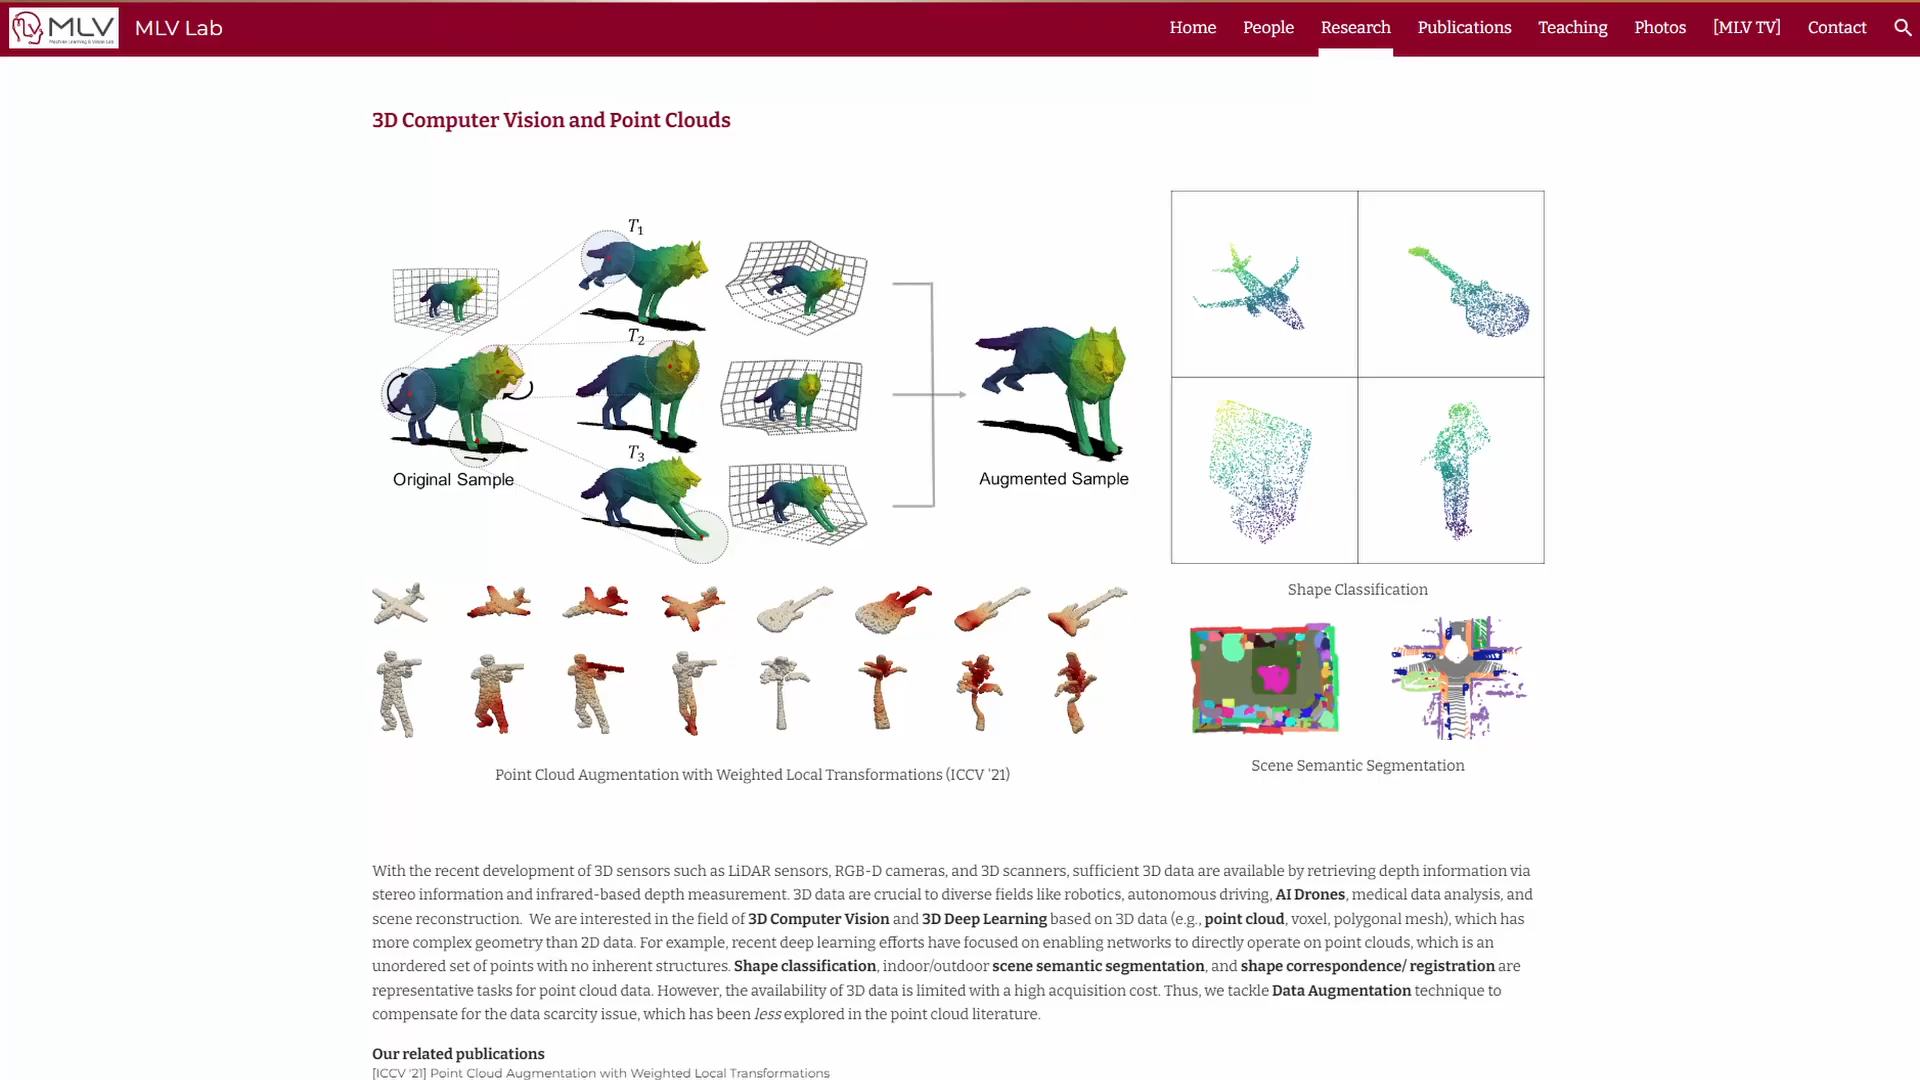 MLV
Machine Learning & Vision Lab
MLV Lab
Home
People
Research
Publications
Teaching
Photos
[MLV TV]
Contact
3D Computer Vision and Point Clouds
T1
T2
T3
Original Sample
Augmented Sample
Shape Classification
Scene Semantic Segmentation
Point Cloud Augmentation with Weighted Local Transformations (ICCV '21)
With the recent development of 3D sensors such as LiDAR sensors, RGB-D cameras, and 3D scanners, sufficient 3D data are available by retrieving depth information via
stereo information and infrared-based depth measurement. 3D data are crucial to diverse fields like robotics, autonomous driving, AI Drones, medical data analysis, and
scene reconstruction. We are interested in the field of 3D Computer Vision and 3D Deep Learning based on 3D data (e.g., point cloud, voxel, polygonal mesh), which has
more complex geometry than 2D data. For example, recent deep learning efforts have focused on enabling networks to directly operate on point clouds, which is an
unordered set of points with no inherent structures. Shape classification, indoor/outdoor scene semantic segmentation, and shape correspondence/ registration are
representative tasks for point cloud data. However, the availability of 3D data is limited with a high acquisition cost. Thus, we tackle Data Augmentation technique to
compensate for the data scarcity issue, which has been less explored in the point cloud literature.
Our related publications
[ICCV '21] Point Cloud Augmentation with Weighted Local Transformations